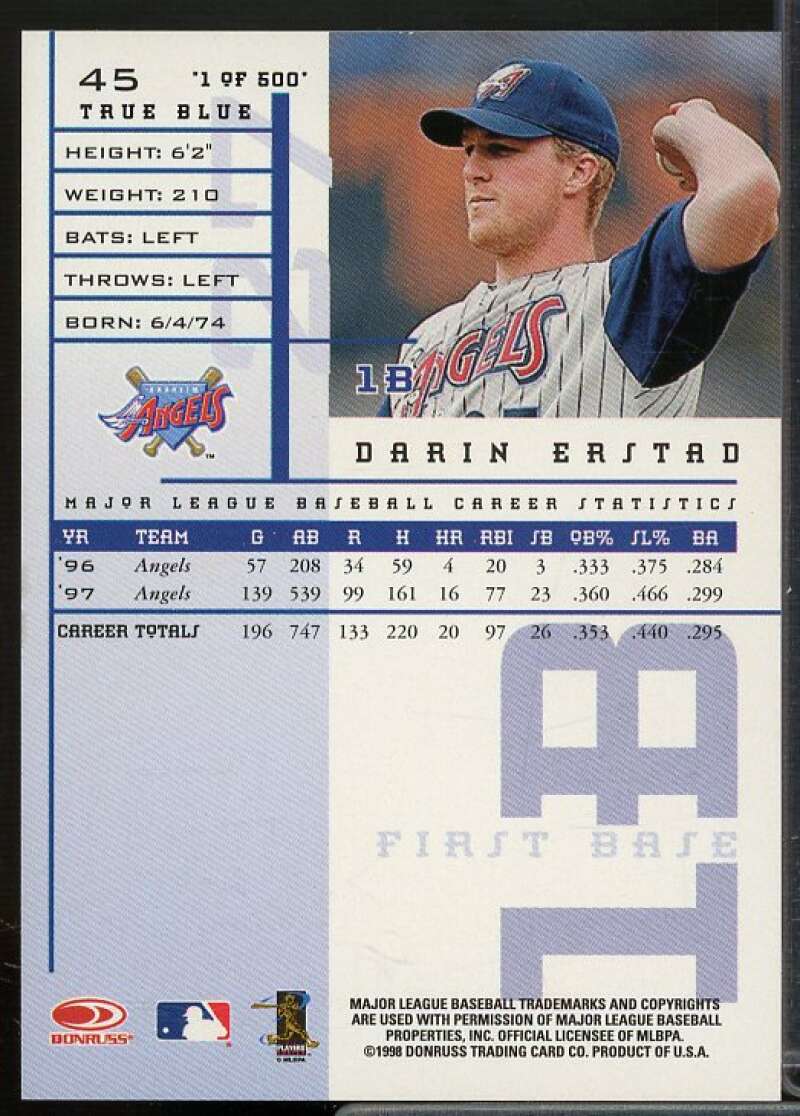 45 "1 OF 500"
TRUE BLUE
HEIGHT: 6'2"
WEIGHT: 210
BATS: LEFT
THROWS: LEFT
BORN: 6/4/74
27
ANGELS
1B
ANAHEIM
ANGELS
TM
DARIN ERSTAD
MAJOR LEAGUE BASEBALL CAREER STATISTICS
YR TEAM G AB R H HR RBI SB OB% SL% BA
'96 Angels 57 208 34 59 4 20 3 .333 .375 .284
'97 Angels 139 539 99 161 16 77 23 .360 .466 .299
CAREER TOTALS 196 747 133 220 20 97 26 .353 .440 .295
1B
FIRST BASE
DONRUSS®
PLAYERS
© MLBPA
MAJOR LEAGUE BASEBALL TRADEMARKS AND COPYRIGHTS
ARE USED WITH PERMISSION OF MAJOR LEAGUE BASEBALL
PROPERTIES, INC. OFFICIAL LICENSEE OF MLBPA.
©1998 DONRUSS TRADING CARD CO. PRODUCT OF U.S.A.